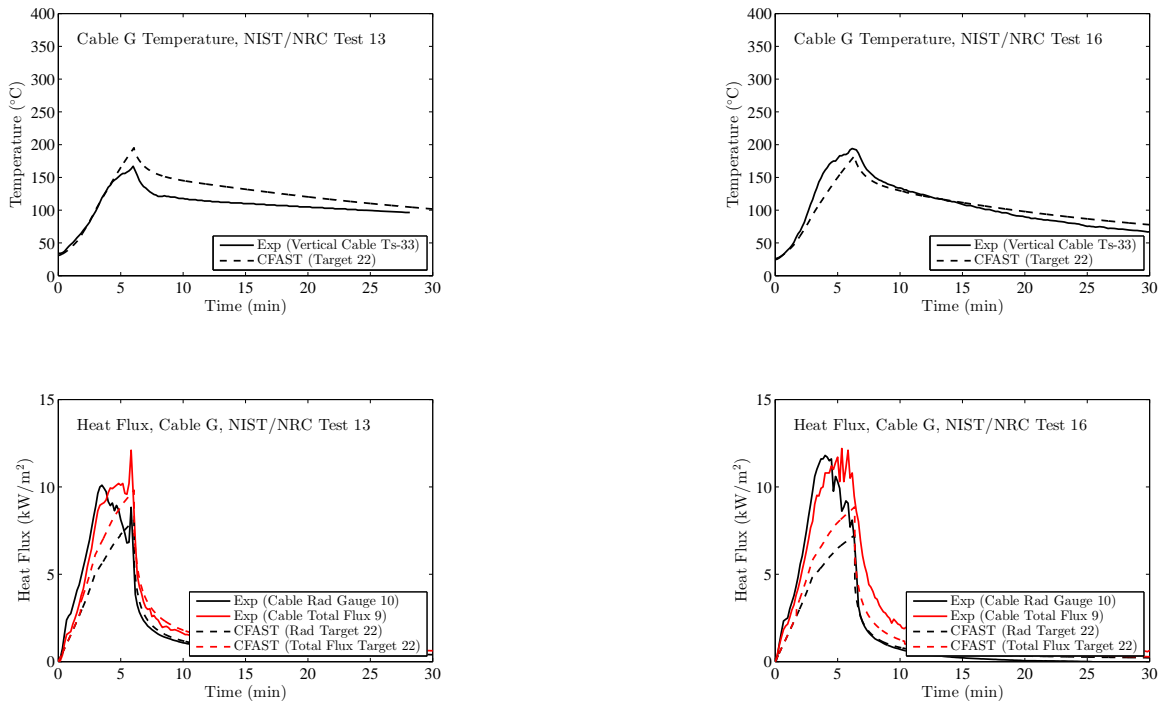 Cable G Temperature, NIST/NRC Test 13
Temperature (°C)
400
350
300
250
200
150
100
50
0
0 5 10 15 20 25 30
Time (min)
Exp (Vertical Cable Ts-33)
CFAST (Target 22)
Cable G Temperature, NIST/NRC Test 16
Temperature (°C)
400
350
300
250
200
150
100
50
0
0 5 10 15 20 25 30
Time (min)
Exp (Vertical Cable Ts-33)
CFAST (Target 22)
Heat Flux, Cable G, NIST/NRC Test 13
Heat Flux (kW/m²)
15
10
5
0
0 5 10 15 20 25 30
Time (min)
Exp (Cable Rad Gauge 10)
Exp (Cable Total Flux 9)
CFAST (Rad Target 22)
CFAST (Total Flux Target 22)
Heat Flux, Cable G, NIST/NRC Test 16
Heat Flux (kW/m²)
15
10
5
0
0 5 10 15 20 25 30
Time (min)
Exp (Cable Rad Gauge 10)
Exp (Cable Total Flux 9)
CFAST (Rad Target 22)
CFAST (Total Flux Target 22)